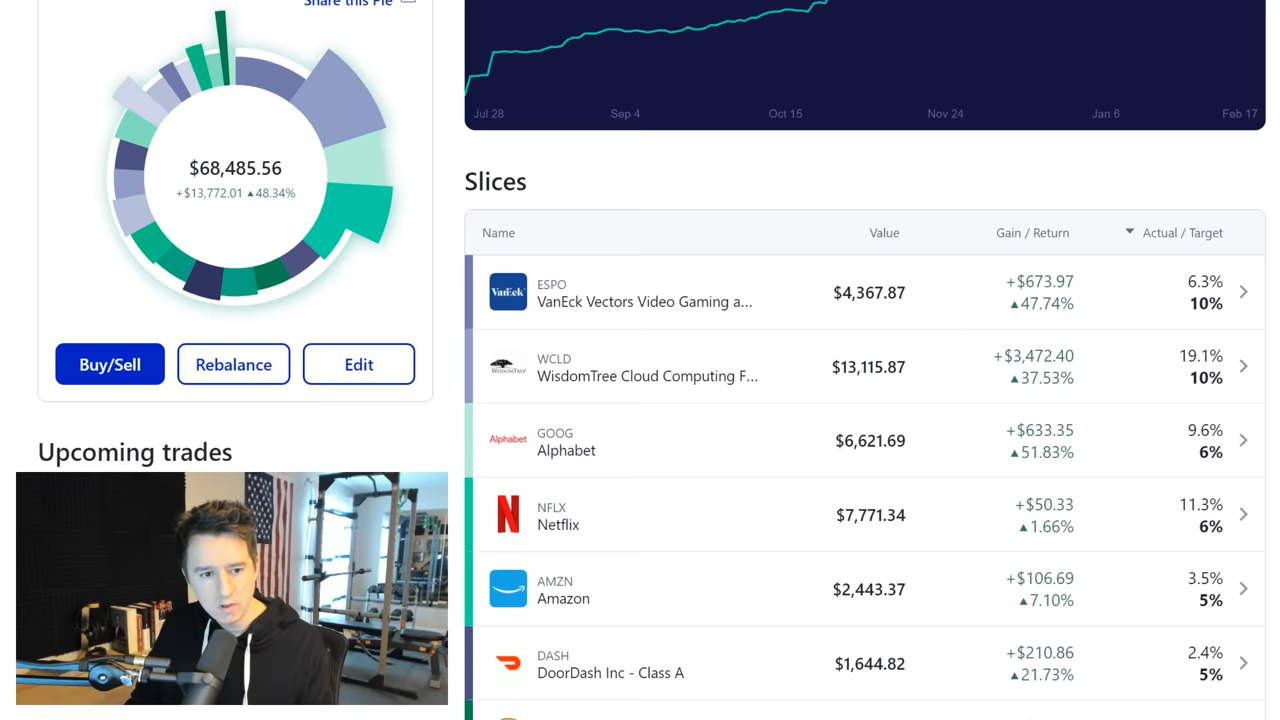 Share this Pie
$68,485.56
+$13,772.01 ▲48.34%
Buy/Sell
Rebalance
Edit
Upcoming trades
Jul 28
Sep 4
Oct 15
Nov 24
Jan 6
Feb 17
Slices
Name
Value
Gain / Return
▼ Actual / Target
VanEck
ESPO
VanEck Vectors Video Gaming a...
$4,367.87
+$673.97
▲47.74%
6.3%
10%
WISDOMTREE
WCLD
WisdomTree Cloud Computing F...
$13,115.87
+$3,472.40
▲37.53%
19.1%
10%
Alphabet
GOOG
Alphabet
$6,621.69
+$633.35
▲51.83%
9.6%
6%
N
NFLX
Netflix
$7,771.34
+$50.33
▲1.66%
11.3%
6%
AMZN
Amazon
$2,443.37
+$106.69
▲7.10%
3.5%
5%
DASH
DoorDash Inc - Class A
$1,644.82
+$210.86
▲21.73%
2.4%
5%